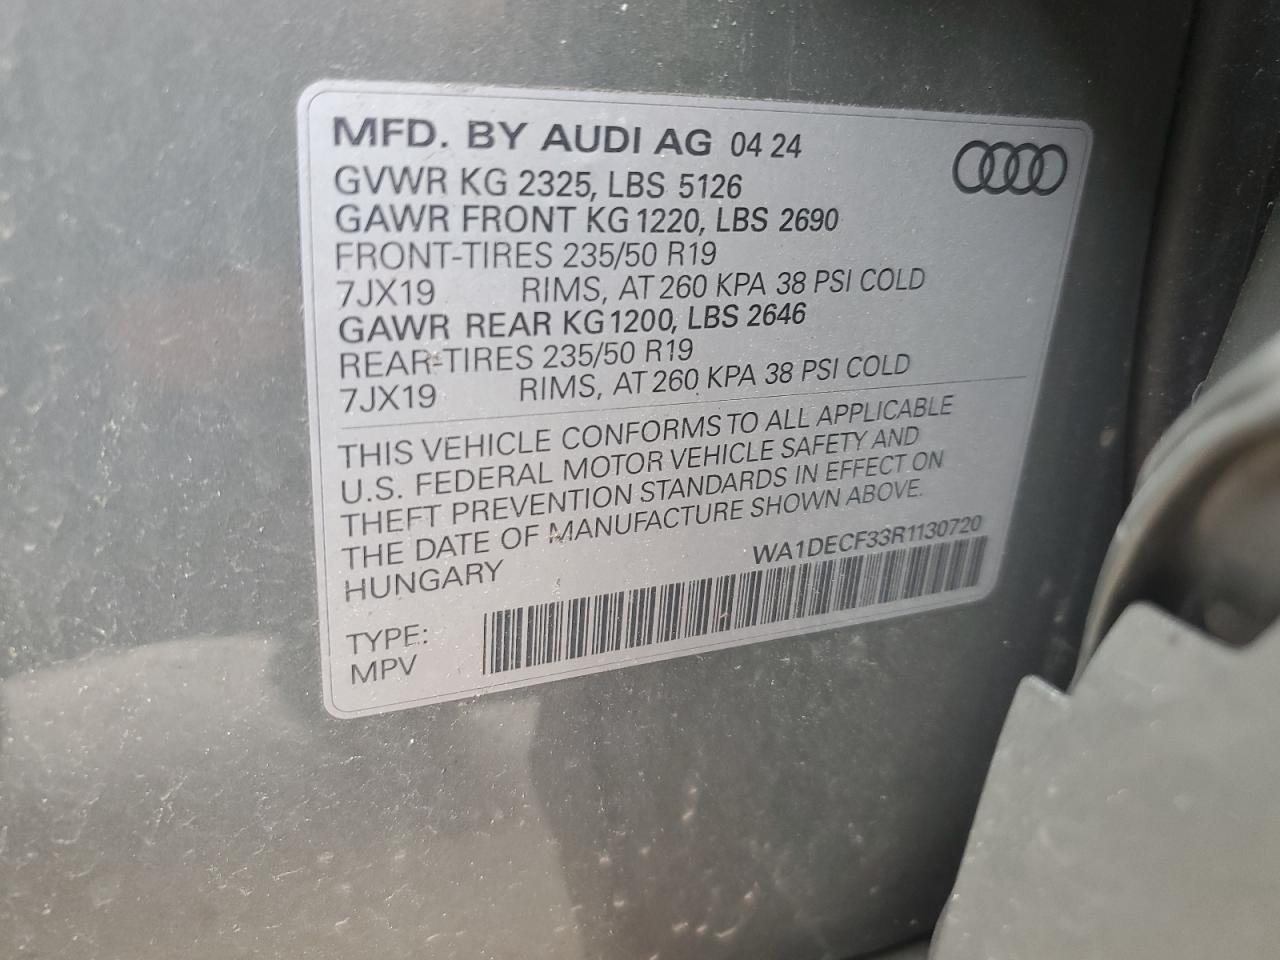 MFD. BY AUDI AG 04 24
GVWR KG 2325, LBS 5126
GAWR FRONT KG 1220, LBS 2690
FRONT-TIRES 235/50 R19
7JX19 RIMS, AT 260 KPA 38 PSI COLD
GAWR REAR KG 1200, LBS 2646
REAR-TIRES 235/50 R19
7JX19 RIMS, AT 260 KPA 38 PSI COLD
THIS VEHICLE CONFORMS TO ALL APPLICABLE
U.S. FEDERAL MOTOR VEHICLE SAFETY AND
THEFT PREVENTION STANDARDS IN EFFECT ON
THE DATE OF MANUFACTURE SHOWN ABOVE.
HUNGARY
WA1DECF33R1130720
TYPE:
MPV